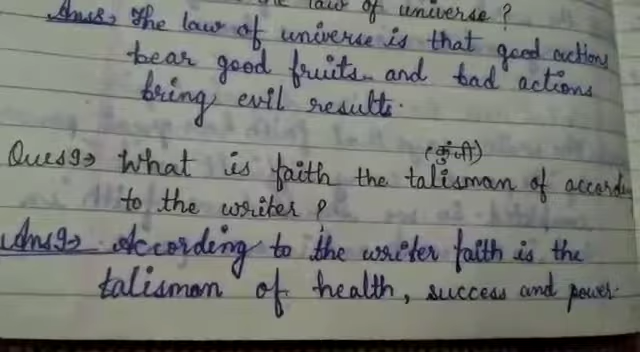 law of universe ?
Ans8→ The law of universe is that good actions
bear good fruits and bad actions
bring evil results.
(कुंजी)
Ques9→ What is faith the talisman of accordi
to the writer ?
Ans9→ According to the writer faith is the
talisman of health, success and power.